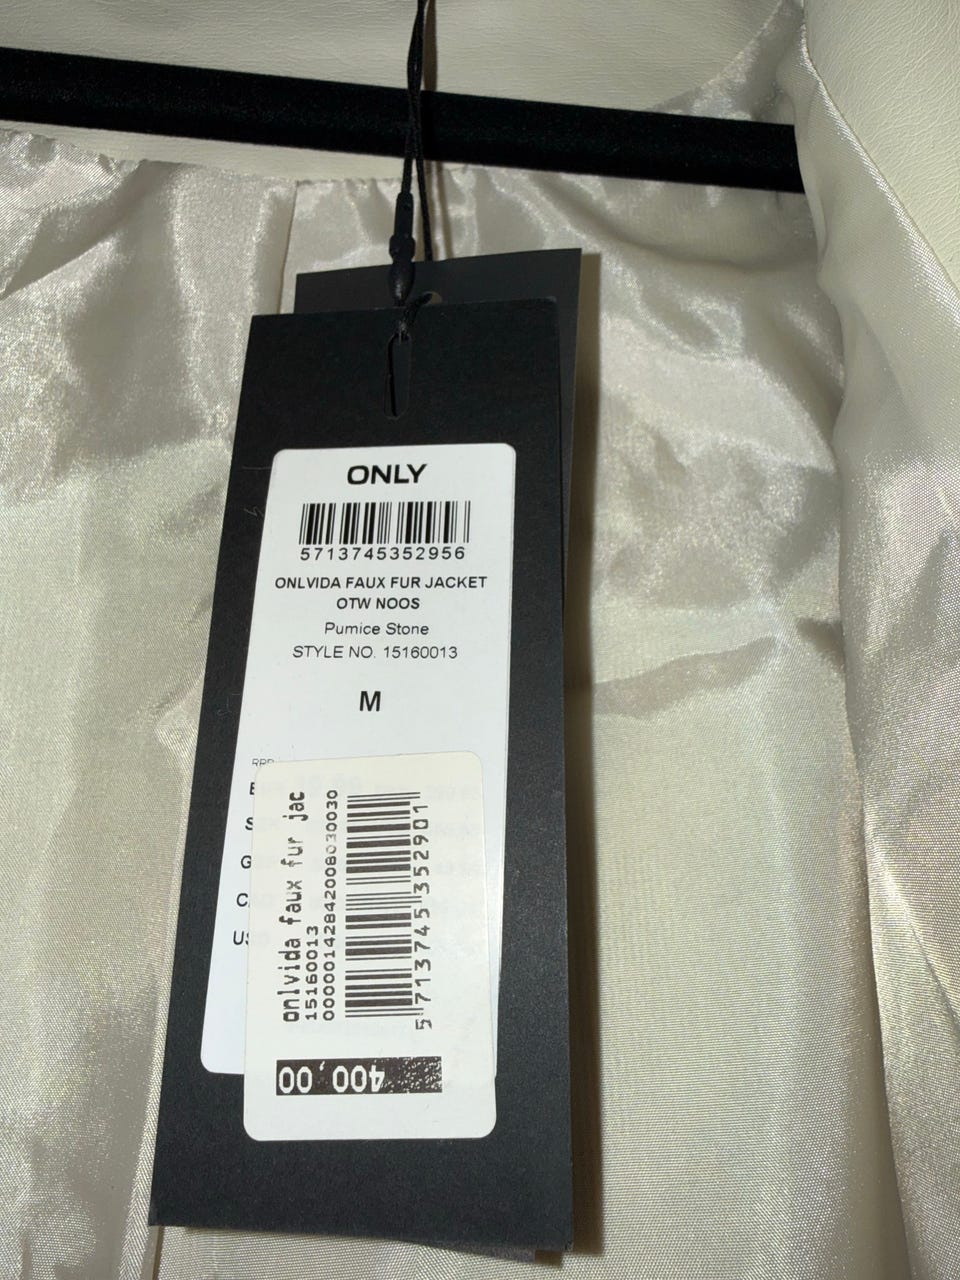 ONLY
5713745352956
ONLVIDA FAUX FUR JACKET
OTW NOOS
Pumice Stone
STYLE NO. 15160013
M
RRP
onlvida faux fur jac
15160013
00000142842008030030
5713745352901
400,00